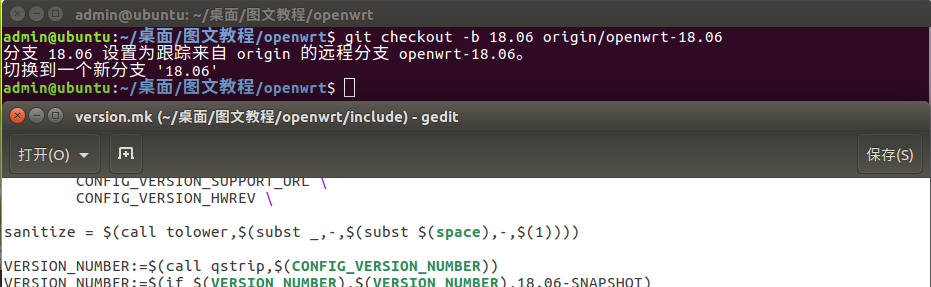 admin@ubuntu: ~/桌面/图文教程/openwrt
admin@ubuntu:~/桌面/图文教程/openwrt$ git checkout -b 18.06 origin/openwrt-18.06
分支 18.06 设置为跟踪来自 origin 的远程分支 openwrt-18.06。
切换到一个新分支 '18.06'
admin@ubuntu:~/桌面/图文教程/openwrt$
version.mk (~/桌面/图文教程/openwrt/include) - gedit
打开(O)
保存(S)
CONFIG_VERSION_SUPPORT_URL \
CONFIG_VERSION_HWREV \
sanitize = $(call tolower,$(subst _,-,$(subst $(space),-,$(1))))
VERSION_NUMBER:=$(call qstrip,$(CONFIG_VERSION_NUMBER))
VERSION_NUMBER:=$(if $(VERSION_NUMBER),$(VERSION_NUMBER),18.06-SNAPSHOT)